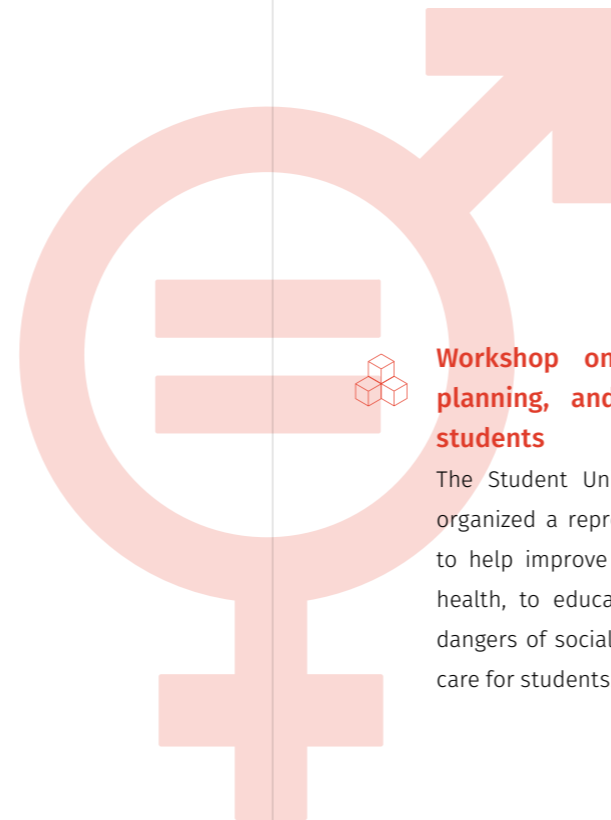 Workshop on
planning, and
students
The Student Un
organized a repr
to help improve
health, to educa
dangers of social
care for students